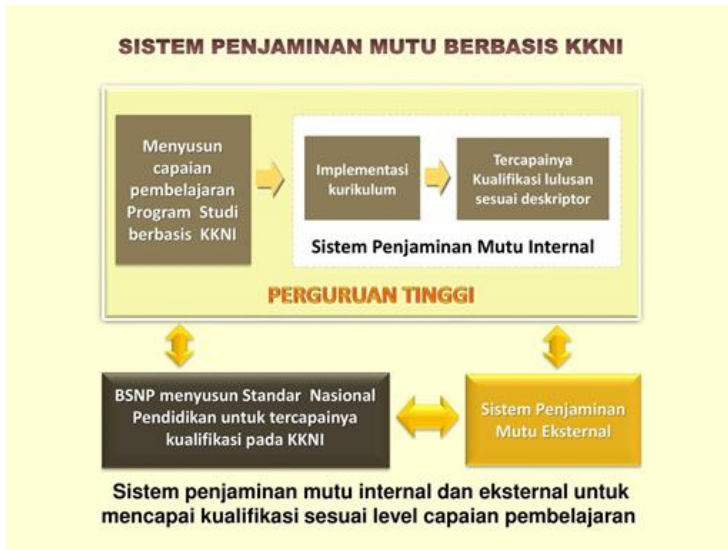 SISTEM PENJAMINAN MUTU BERBASIS KKNI
Menyusun
capaian
pembelajaran
Program Studi
berbasis KKNI
Implementasi
kurikulum
Tercapainya
Kualifikasi lulusan
sesuai deskriptor
Sistem Penjaminan Mutu Internal
PERGURUAN TINGGI
BSNP menyusun Standar Nasional
Pendidikan untuk tercapainya
kualifikasi pada KKNI
Sistem Penjaminan
Mutu Eksternal
Sistem penjaminan mutu internal dan eksternal untuk
mencapai kualifikasi sesuai level capaian pembelajaran